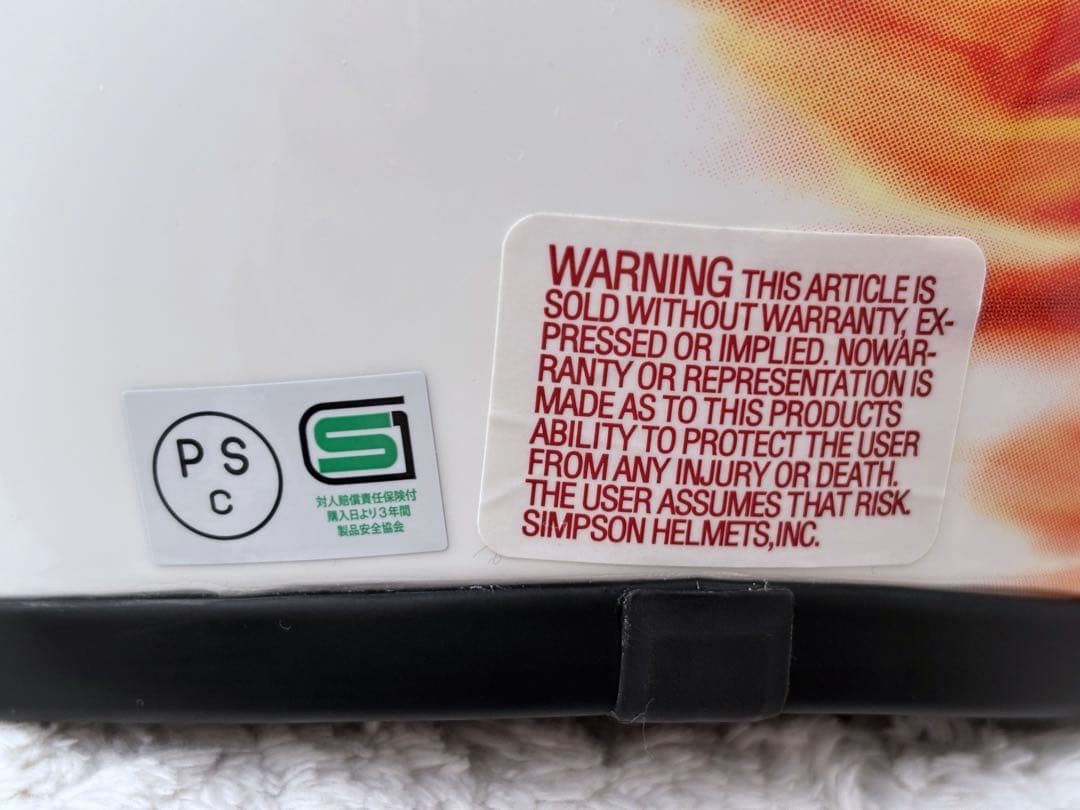 PS
C
SG
対人賠償責任保険付
購入日より3年間
製品安全協会
WARNING THIS ARTICLE IS
SOLD WITHOUT WARRANTY, EX-
PRESSED OR IMPLIED. NOWAR-
RANTY OR REPRESENTATION IS
MADE AS TO THIS PRODUCTS
ABILITY TO PROTECT THE USER
FROM ANY INJURY OR DEATH.
THE USER ASSUMES THAT RISK.
SIMPSON HELMETS,INC.